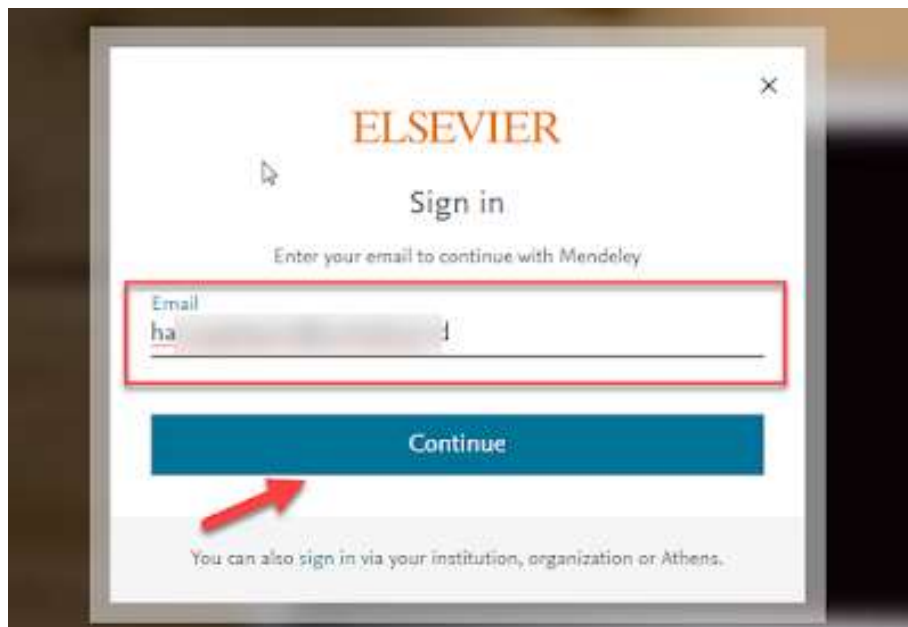 ELSEVIER
Sign in
Enter your email to continue with Mendeley
Email
Continue
You can also sign in via your institution, organization or Athens.